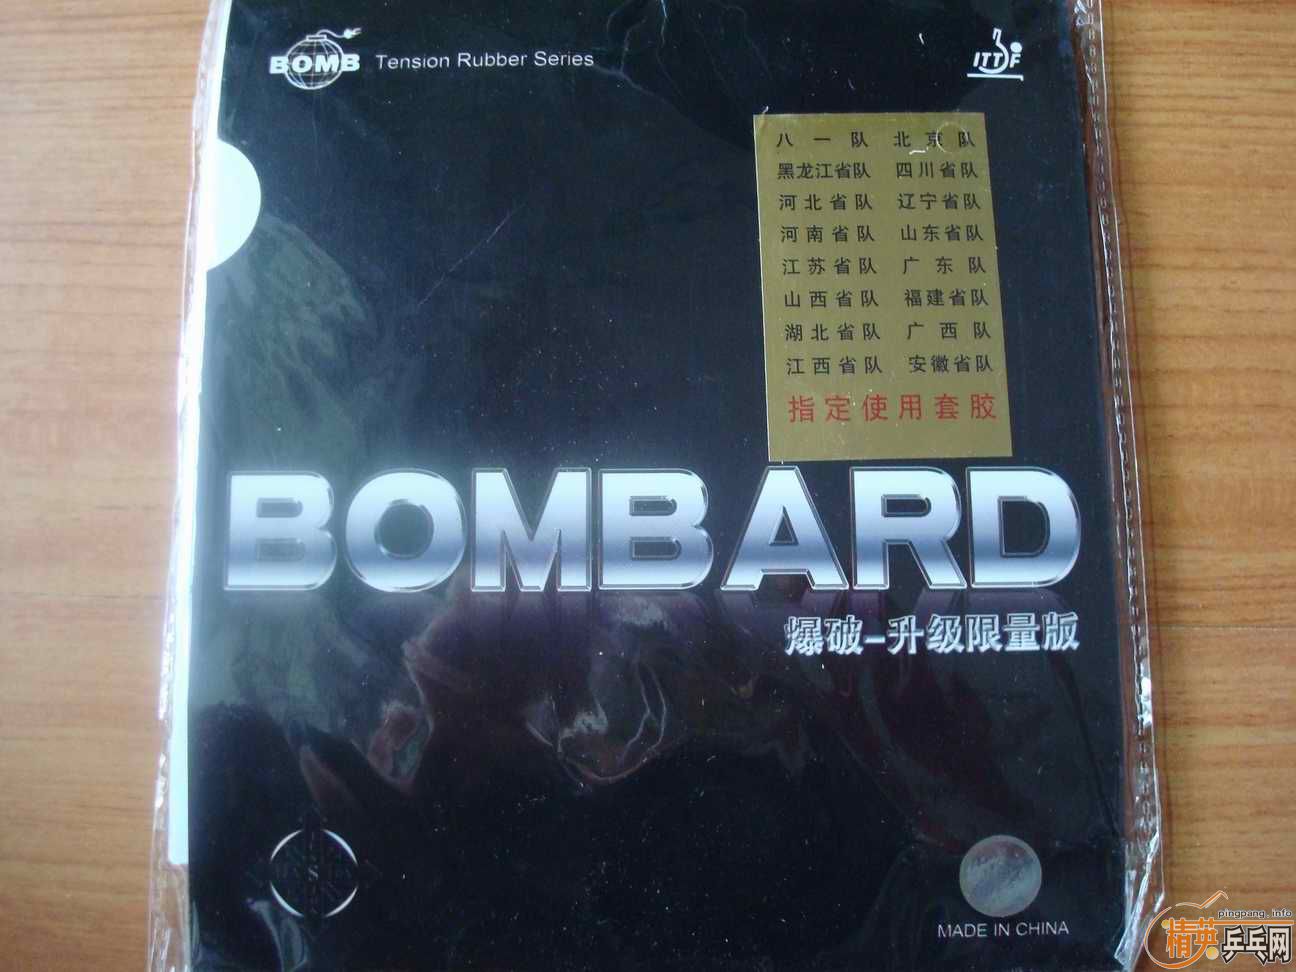 BOMB Tension Rubber Series
ITTF
八一队 北京队
黑龙江省队 四川省队
河北省队 辽宁省队
河南省队 山东省队
江苏省队 广东队
山西省队 福建省队
湖北省队 广西队
江西省队 安徽省队
指定使用套胶
BOMBARD
爆破-升级限量版
MADE IN CHINA
pingpang.info
精英乒乓网